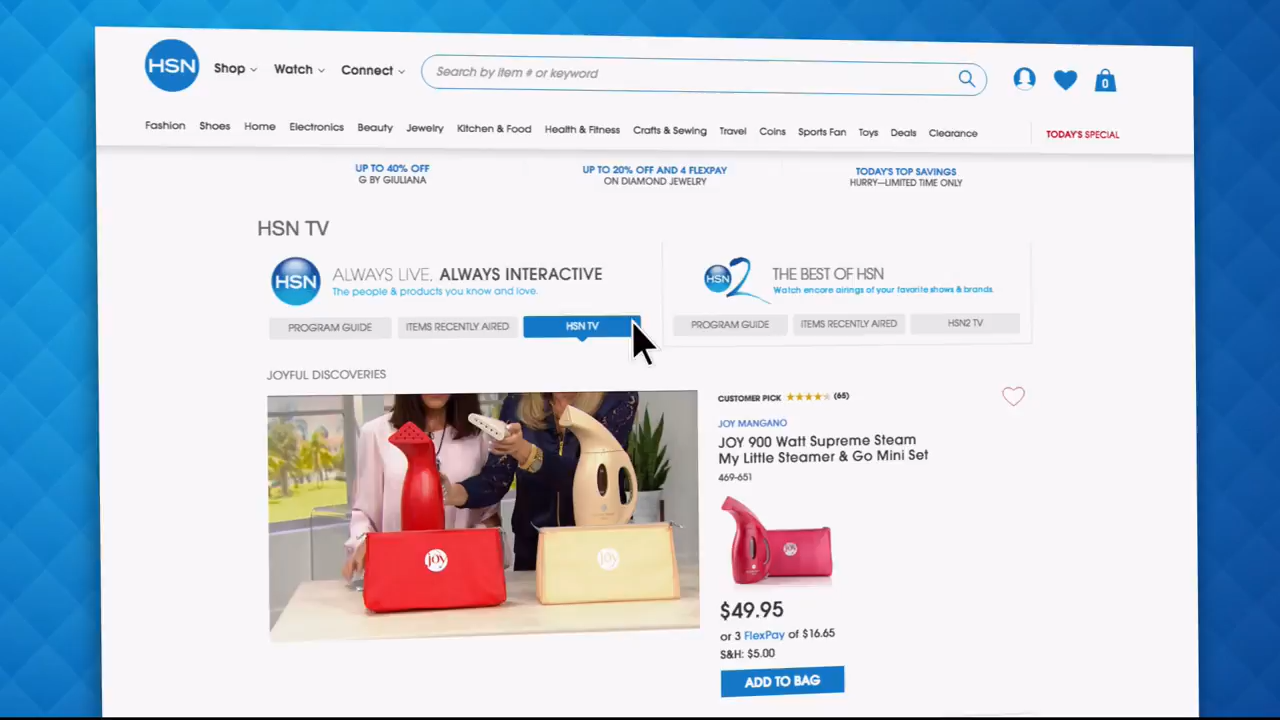 HSN
Shop
Watch
Connect
Search by item # or keyword
0
Fashion
Shoes
Home
Electronics
Beauty
Jewelry
Kitchen & Food
Health & Fitness
Crafts & Sewing
Travel
Coins
Sports Fan
Toys
Deals
Clearance
TODAY'S SPECIAL
UP TO 40% OFF
G BY GIULIANA
UP TO 20% OFF AND 4 FLEXPAY
ON DIAMOND JEWELRY
TODAY'S TOP SAVINGS
HURRY—LIMITED TIME ONLY
HSN TV
HSN
ALWAYS LIVE, ALWAYS INTERACTIVE
The people & products you know and love.
PROGRAM GUIDE
ITEMS RECENTLY AIRED
HSN TV
HSN2
THE BEST OF HSN
Watch encore airings of your favorite shows & brands.
PROGRAM GUIDE
ITEMS RECENTLY AIRED
HSN2 TV
JOYFUL DISCOVERIES
joy
joy
CUSTOMER PICK
(65)
JOY MANGANO
JOY 900 Watt Supreme Steam
My Little Steamer & Go Mini Set
469-651
joy
$49.95
or 3 FlexPay of $16.65
S&H: $5.00
ADD TO BAG